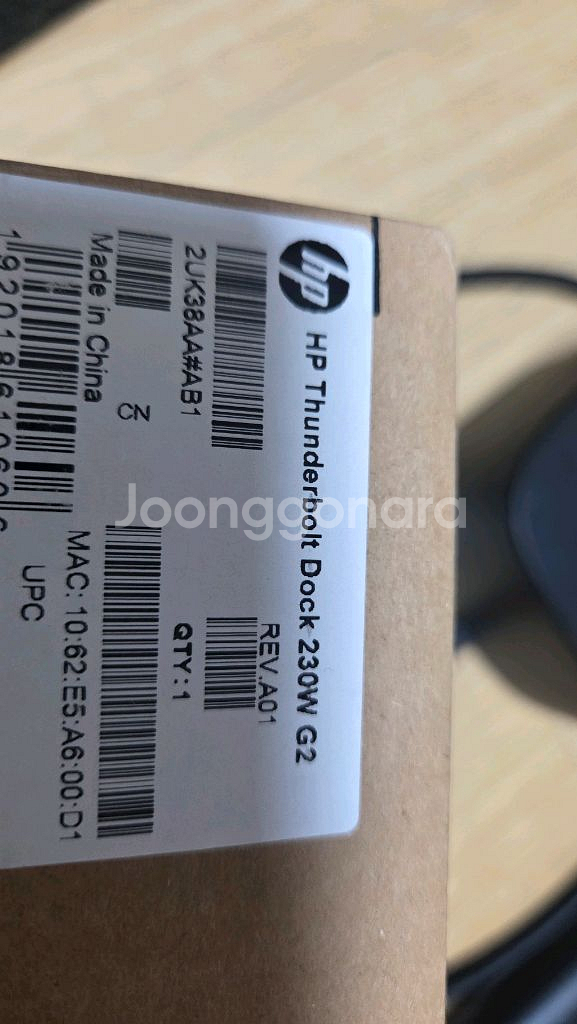 hp HP Thunderbolt Dock 230W G2
REV.A01
2UK38AA#AB1
QTY:1
Made in China
MAC: 10:62:E5:A6:00:D1
UPC
Joonggonara